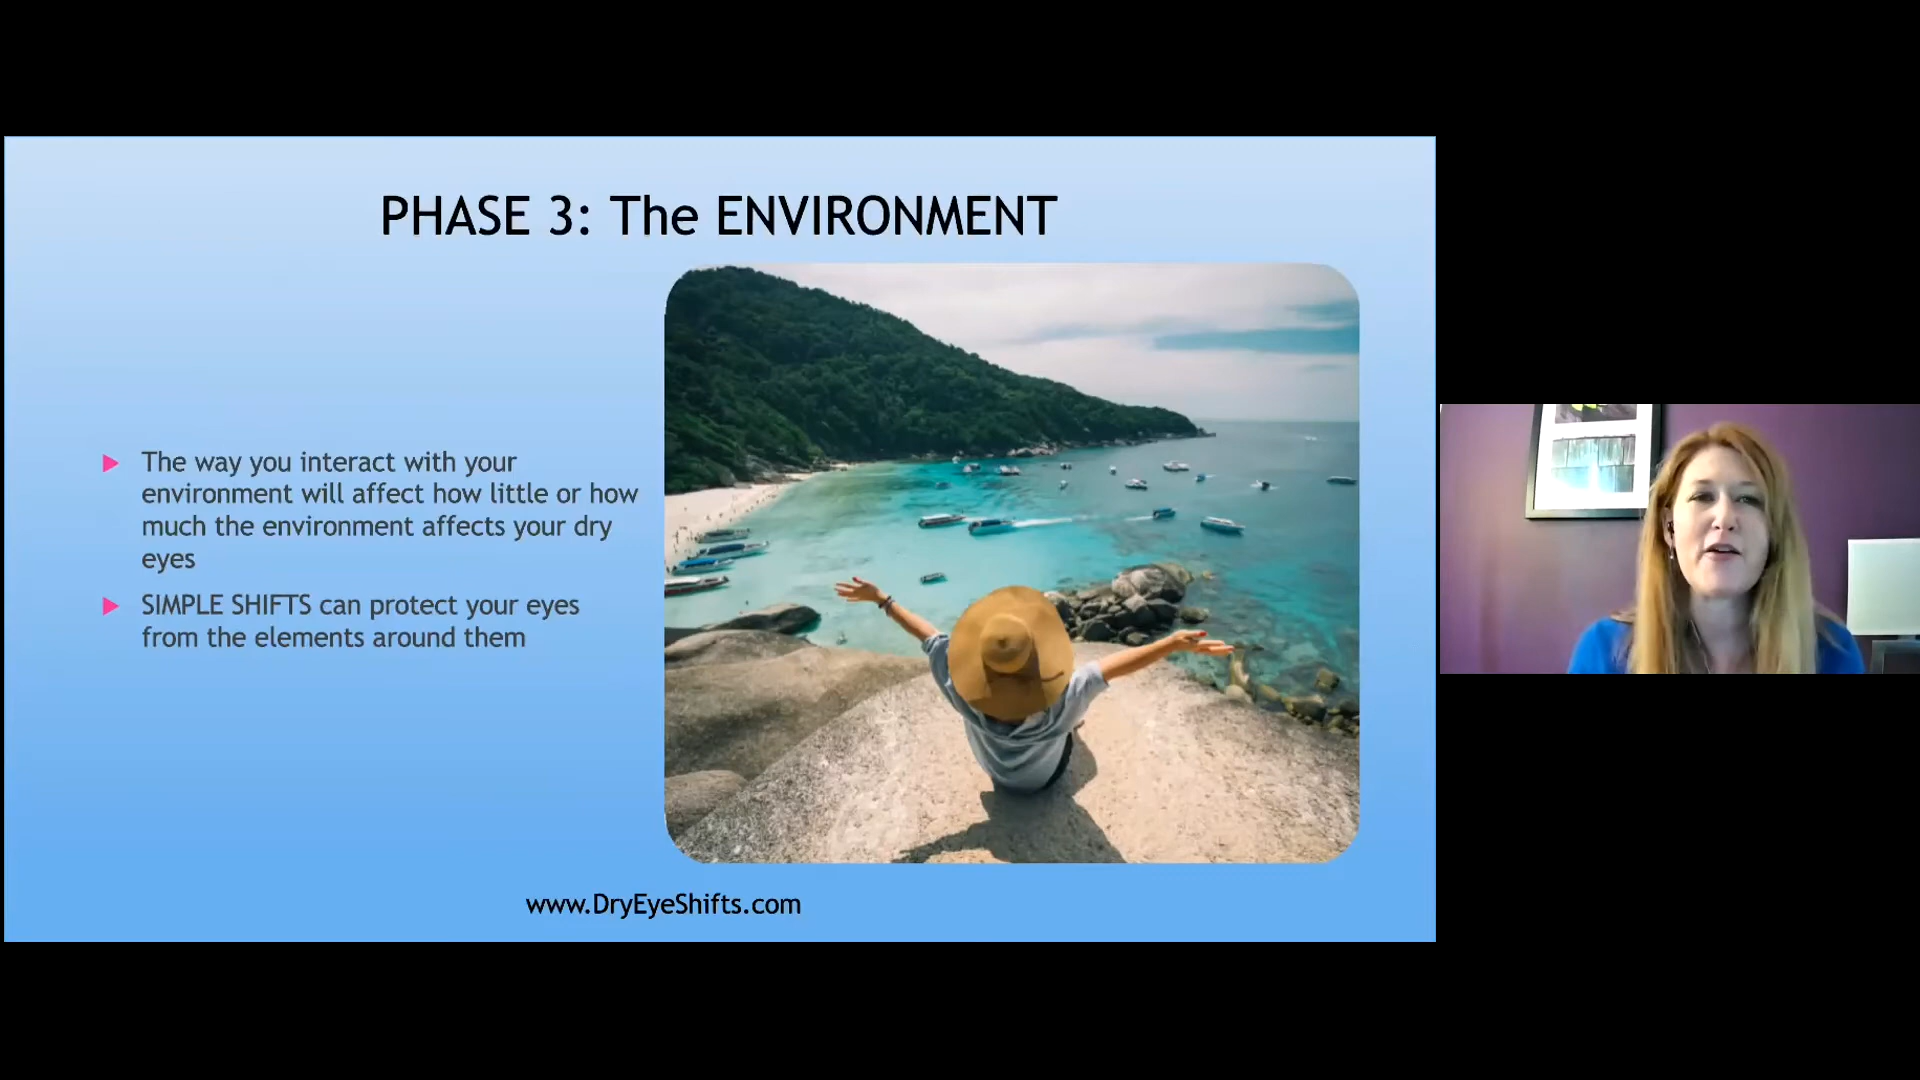 PHASE 3: The ENVIRONMENT
The way you interact with your
environment will affect how little or how
much the environment affects your dry
eyes
SIMPLE SHIFTS can protect your eyes
from the elements around them
www.DryEyeShifts.com